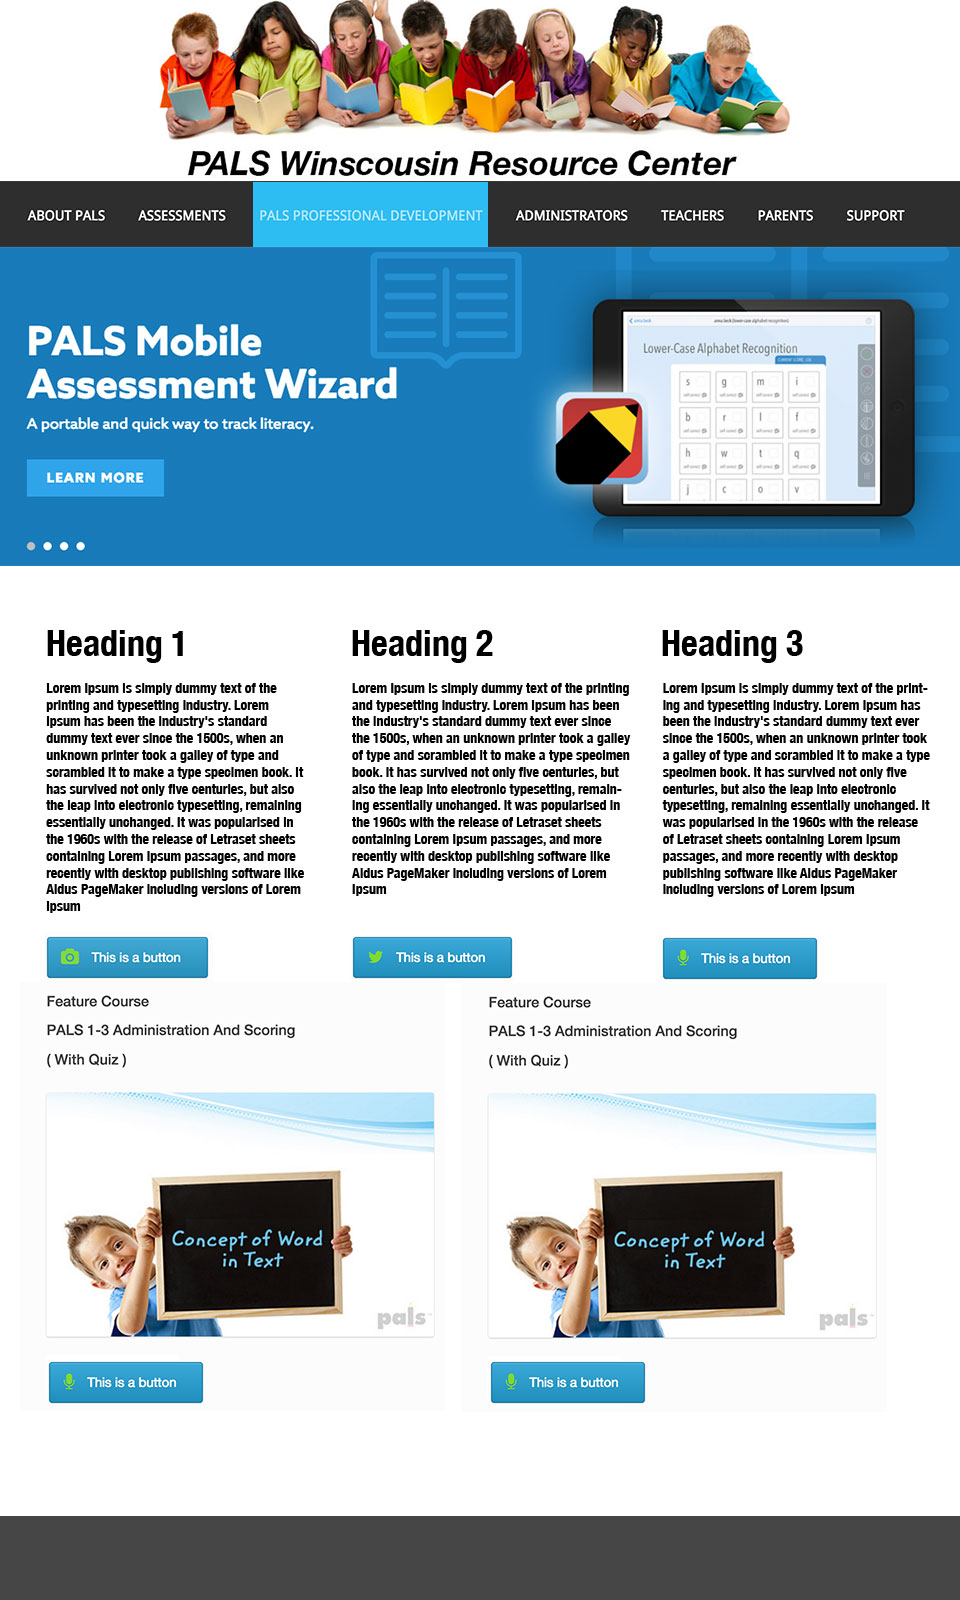 PALS Winscousin Resource Center
ABOUT PALS ASSESSMENTS PALS PROFESSIONAL DEVELOPMENT ADMINISTRATORS TEACHERS PARENTS SUPPORT
PALS Mobile
Assessment Wizard
A portable and quick way to track literacy.
LEARN MORE
Lower-Case Alphabet Recognition
s g m i
b r l f
h w t q
j c o v
Heading 1
Lorem Ipsum is simply dummy text of the
printing and typesetting industry. Lorem
Ipsum has been the industry's standard
dummy text ever since the 1500s, when an
unknown printer took a galley of type and
scrambled it to make a type specimen book. It
has survived not only five centuries, but also
the leap into electronic typesetting, remaining
essentially unchanged. It was popularised in
the 1960s with the release of Letraset sheets
containing Lorem Ipsum passages, and more
recently with desktop publishing software like
Aldus PageMaker including versions of Lorem
Ipsum
This is a button
Heading 2
Lorem Ipsum is simply dummy text of the printing
and typesetting industry. Lorem Ipsum has been
the industry's standard dummy text ever since
the 1500s, when an unknown printer took a galley
of type and scrambled it to make a type specimen
book. It has survived not only five centuries, but
also the leap into electronic typesetting, remain-
ing essentially unchanged. It was popularised in
the 1960s with the release of Letraset sheets
containing Lorem Ipsum passages, and more
recently with desktop publishing software like
Aldus PageMaker including versions of Lorem
Ipsum
This is a button
Heading 3
Lorem Ipsum is simply dummy text of the print-
ing and typesetting industry. Lorem Ipsum has
been the industry's standard dummy text ever
since the 1500s, when an unknown printer took
a galley of type and scrambled it to make a type
specimen book. It has survived not only five
centuries, but also the leap into electronic
typesetting, remaining essentially unchanged. It
was popularised in the 1960s with the release
of Letraset sheets containing Lorem Ipsum
passages, and more recently with desktop
publishing software like Aldus PageMaker
including versions of Lorem Ipsum
This is a button
Feature Course
PALS 1-3 Administration And Scoring
( With Quiz )
Concept of Word
in Text
pals
This is a button
Feature Course
PALS 1-3 Administration And Scoring
( With Quiz )
Concept of Word
in Text
pals
This is a button